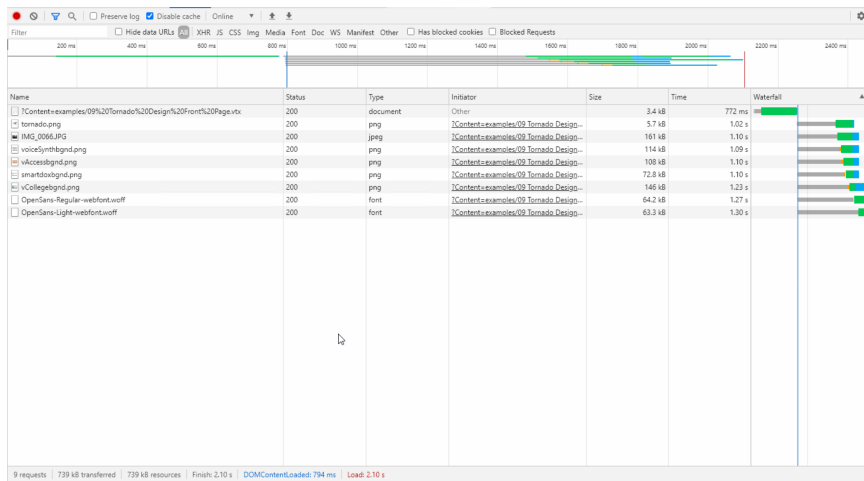 Preserve log Disable cache Online
Filter Hide data URLs All XHR JS CSS Img Media Font Doc WS Manifest Other Has blocked cookies Blocked Requests
200 ms 400 ms 600 ms 800 ms 1000 ms 1200 ms 1400 ms 1600 ms 1800 ms 2000 ms 2200 ms 2400 ms
Name Status Type Initiator Size Time Waterfall
?Content=examples/09%20Tornado%20Design%20Front%20Page.vtx 200 document Other 3.4 kB 772 ms
tornado.png 200 png ?Content=examples/09 Tornado Design... 5.7 kB 1.02 s
IMG_0066.JPG 200 jpeg ?Content=examples/09 Tornado Design... 161 kB 1.10 s
voiceSynthbgnd.png 200 png ?Content=examples/09 Tornado Design... 114 kB 1.09 s
vAccessbgnd.png 200 png ?Content=examples/09 Tornado Design... 108 kB 1.10 s
smartdoxbgnd.png 200 png ?Content=examples/09 Tornado Design... 72.8 kB 1.10 s
vCollegebgnd.png 200 png ?Content=examples/09 Tornado Design... 146 kB 1.23 s
OpenSans-Regular-webfont.woff 200 font ?Content=examples/09 Tornado Design... 64.2 kB 1.27 s
OpenSans-Light-webfont.woff 200 font ?Content=examples/09 Tornado Design... 63.3 kB 1.30 s
9 requests 739 kB transferred 739 kB resources Finish: 2.10 s DOMContentLoaded: 794 ms Load: 2.10 s